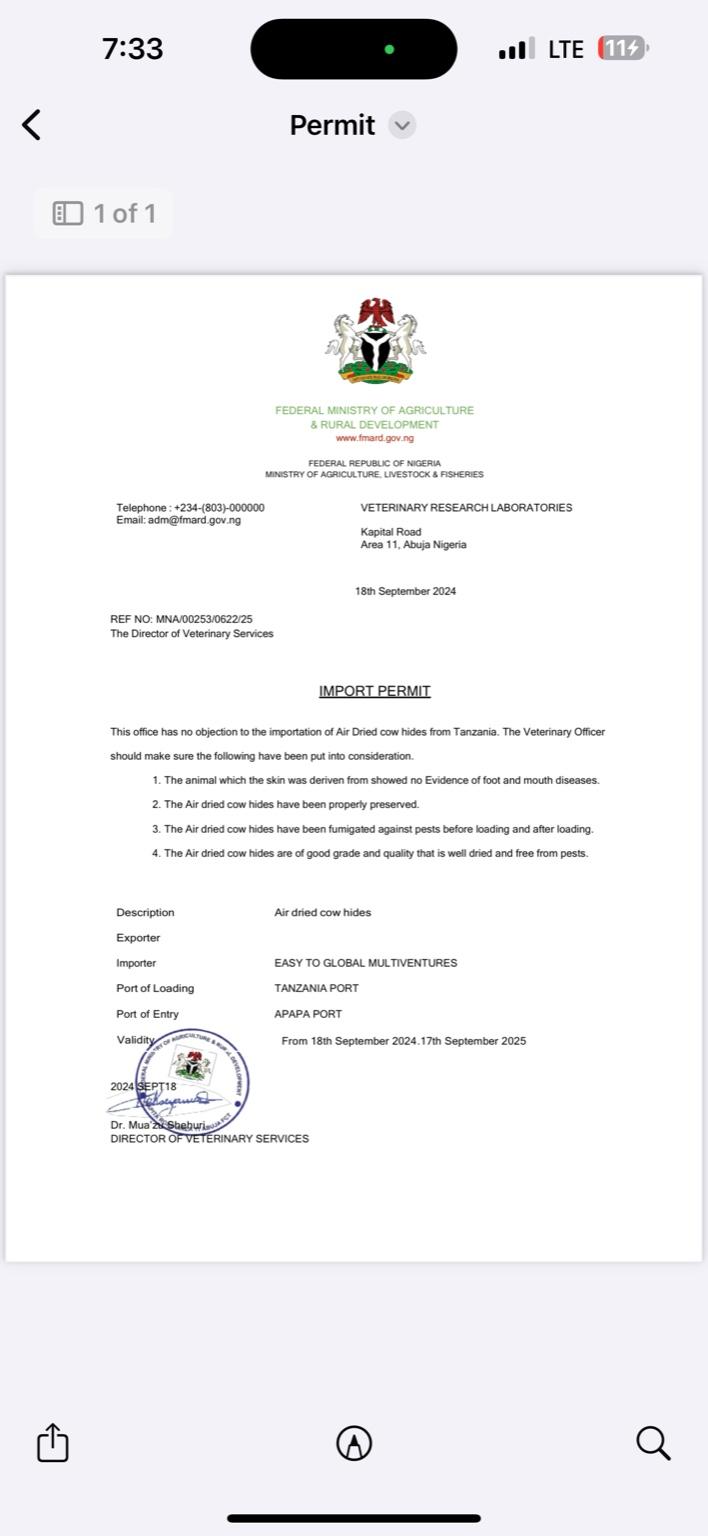 7:33
LTE
11
Permit
1 of 1
FEDERAL MINISTRY OF AGRICULTURE
& RURAL DEVELOPMENT
www.fmard.gov.ng
FEDERAL REPUBLIC OF NIGERIA
MINISTRY OF AGRICULTURE, LIVESTOCK & FISHERIES
Telephone : +234-(803)-000000
Email: adm@fmard.gov.ng
VETERINARY RESEARCH LABORATORIES
Kapital Road
Area 11, Abuja Nigeria
18th September 2024
REF NO: MNA/00253/0622/25
The Director of Veterinary Services
IMPORT PERMIT
This office has no objection to the importation of Air Dried cow hides from Tanzania. The Veterinary Officer
should make sure the following have been put into consideration.
1. The animal which the skin was derived from showed no Evidence of foot and mouth diseases.
2. The Air dried cow hides have been properly preserved.
3. The Air dried cow hides have been fumigated against pests before loading and after loading.
4. The Air dried cow hides are of good grade and quality that is well dried and free from pests.
Description Air dried cow hides
Exporter
Importer EASY TO GLOBAL MULTIVENTURES
Port of Loading TANZANIA PORT
Port of Entry APAPA PORT
Validity From 18th September 2024.17th September 2025
2024 SEPT18
Dr. Mua'zu Shehuri
DIRECTOR OF VETERINARY SERVICES